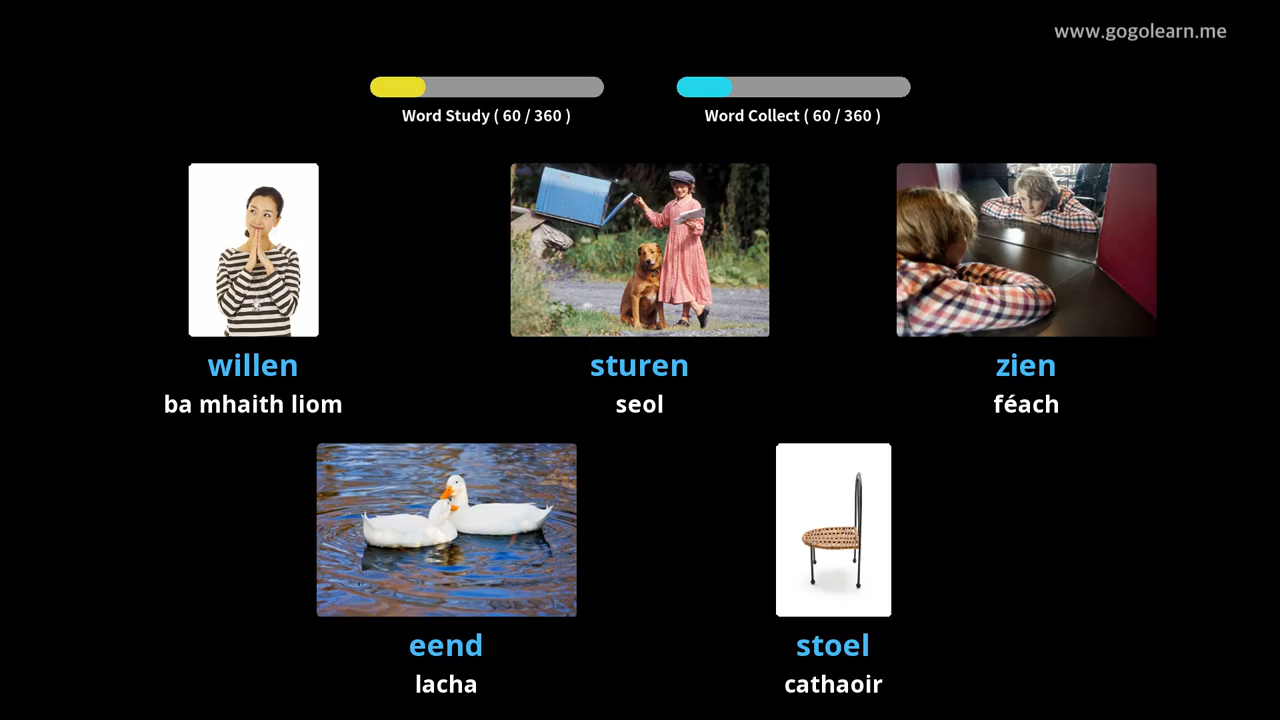 www.gogolearn.me
Word Study ( 60 / 360 )
Word Collect ( 60 / 360 )
willen
ba mhaith liom
sturen
seol
zien
féach
eend
lacha
stoel
cathaoir